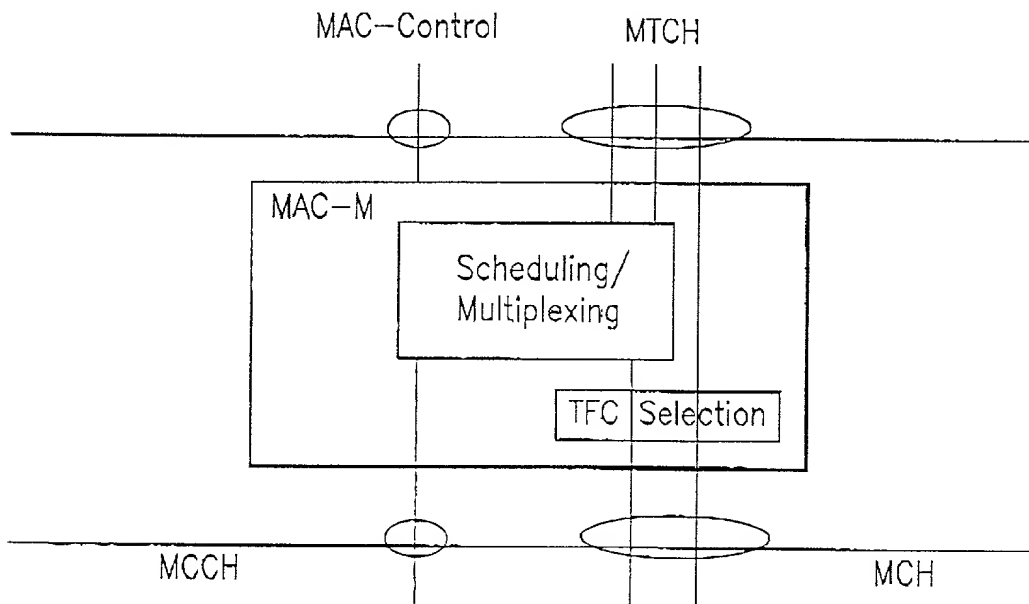 MAC-Control
MTCH
MAC-M
Scheduling/
Multiplexing
TFC Selection
MCCH
MCH